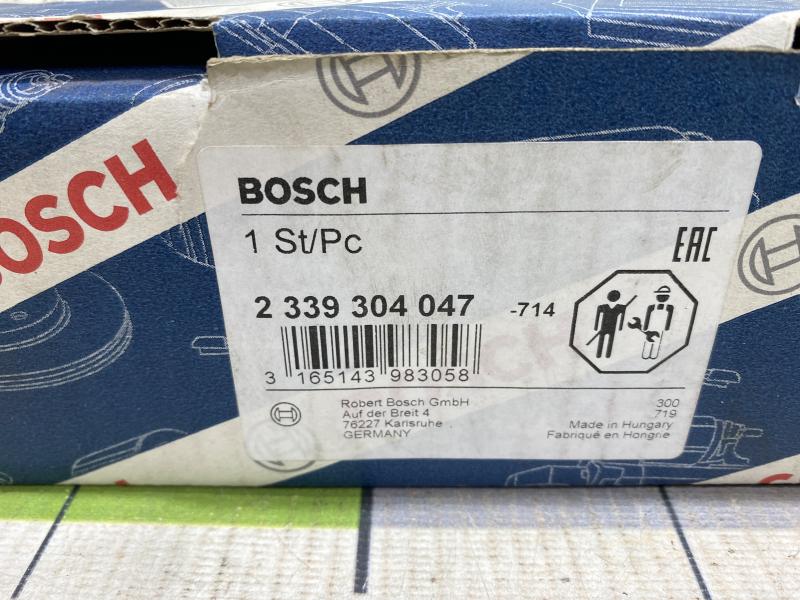 BOSCH
BOSCH
1 St/Pc
EAC
2 339 304 047 -714
3 165143 983058
Robert Bosch GmbH
Auf der Breit 4
76227 Karlsruhe .
GERMANY
300
719
Made in Hungary
Fabriqué en Hongrie